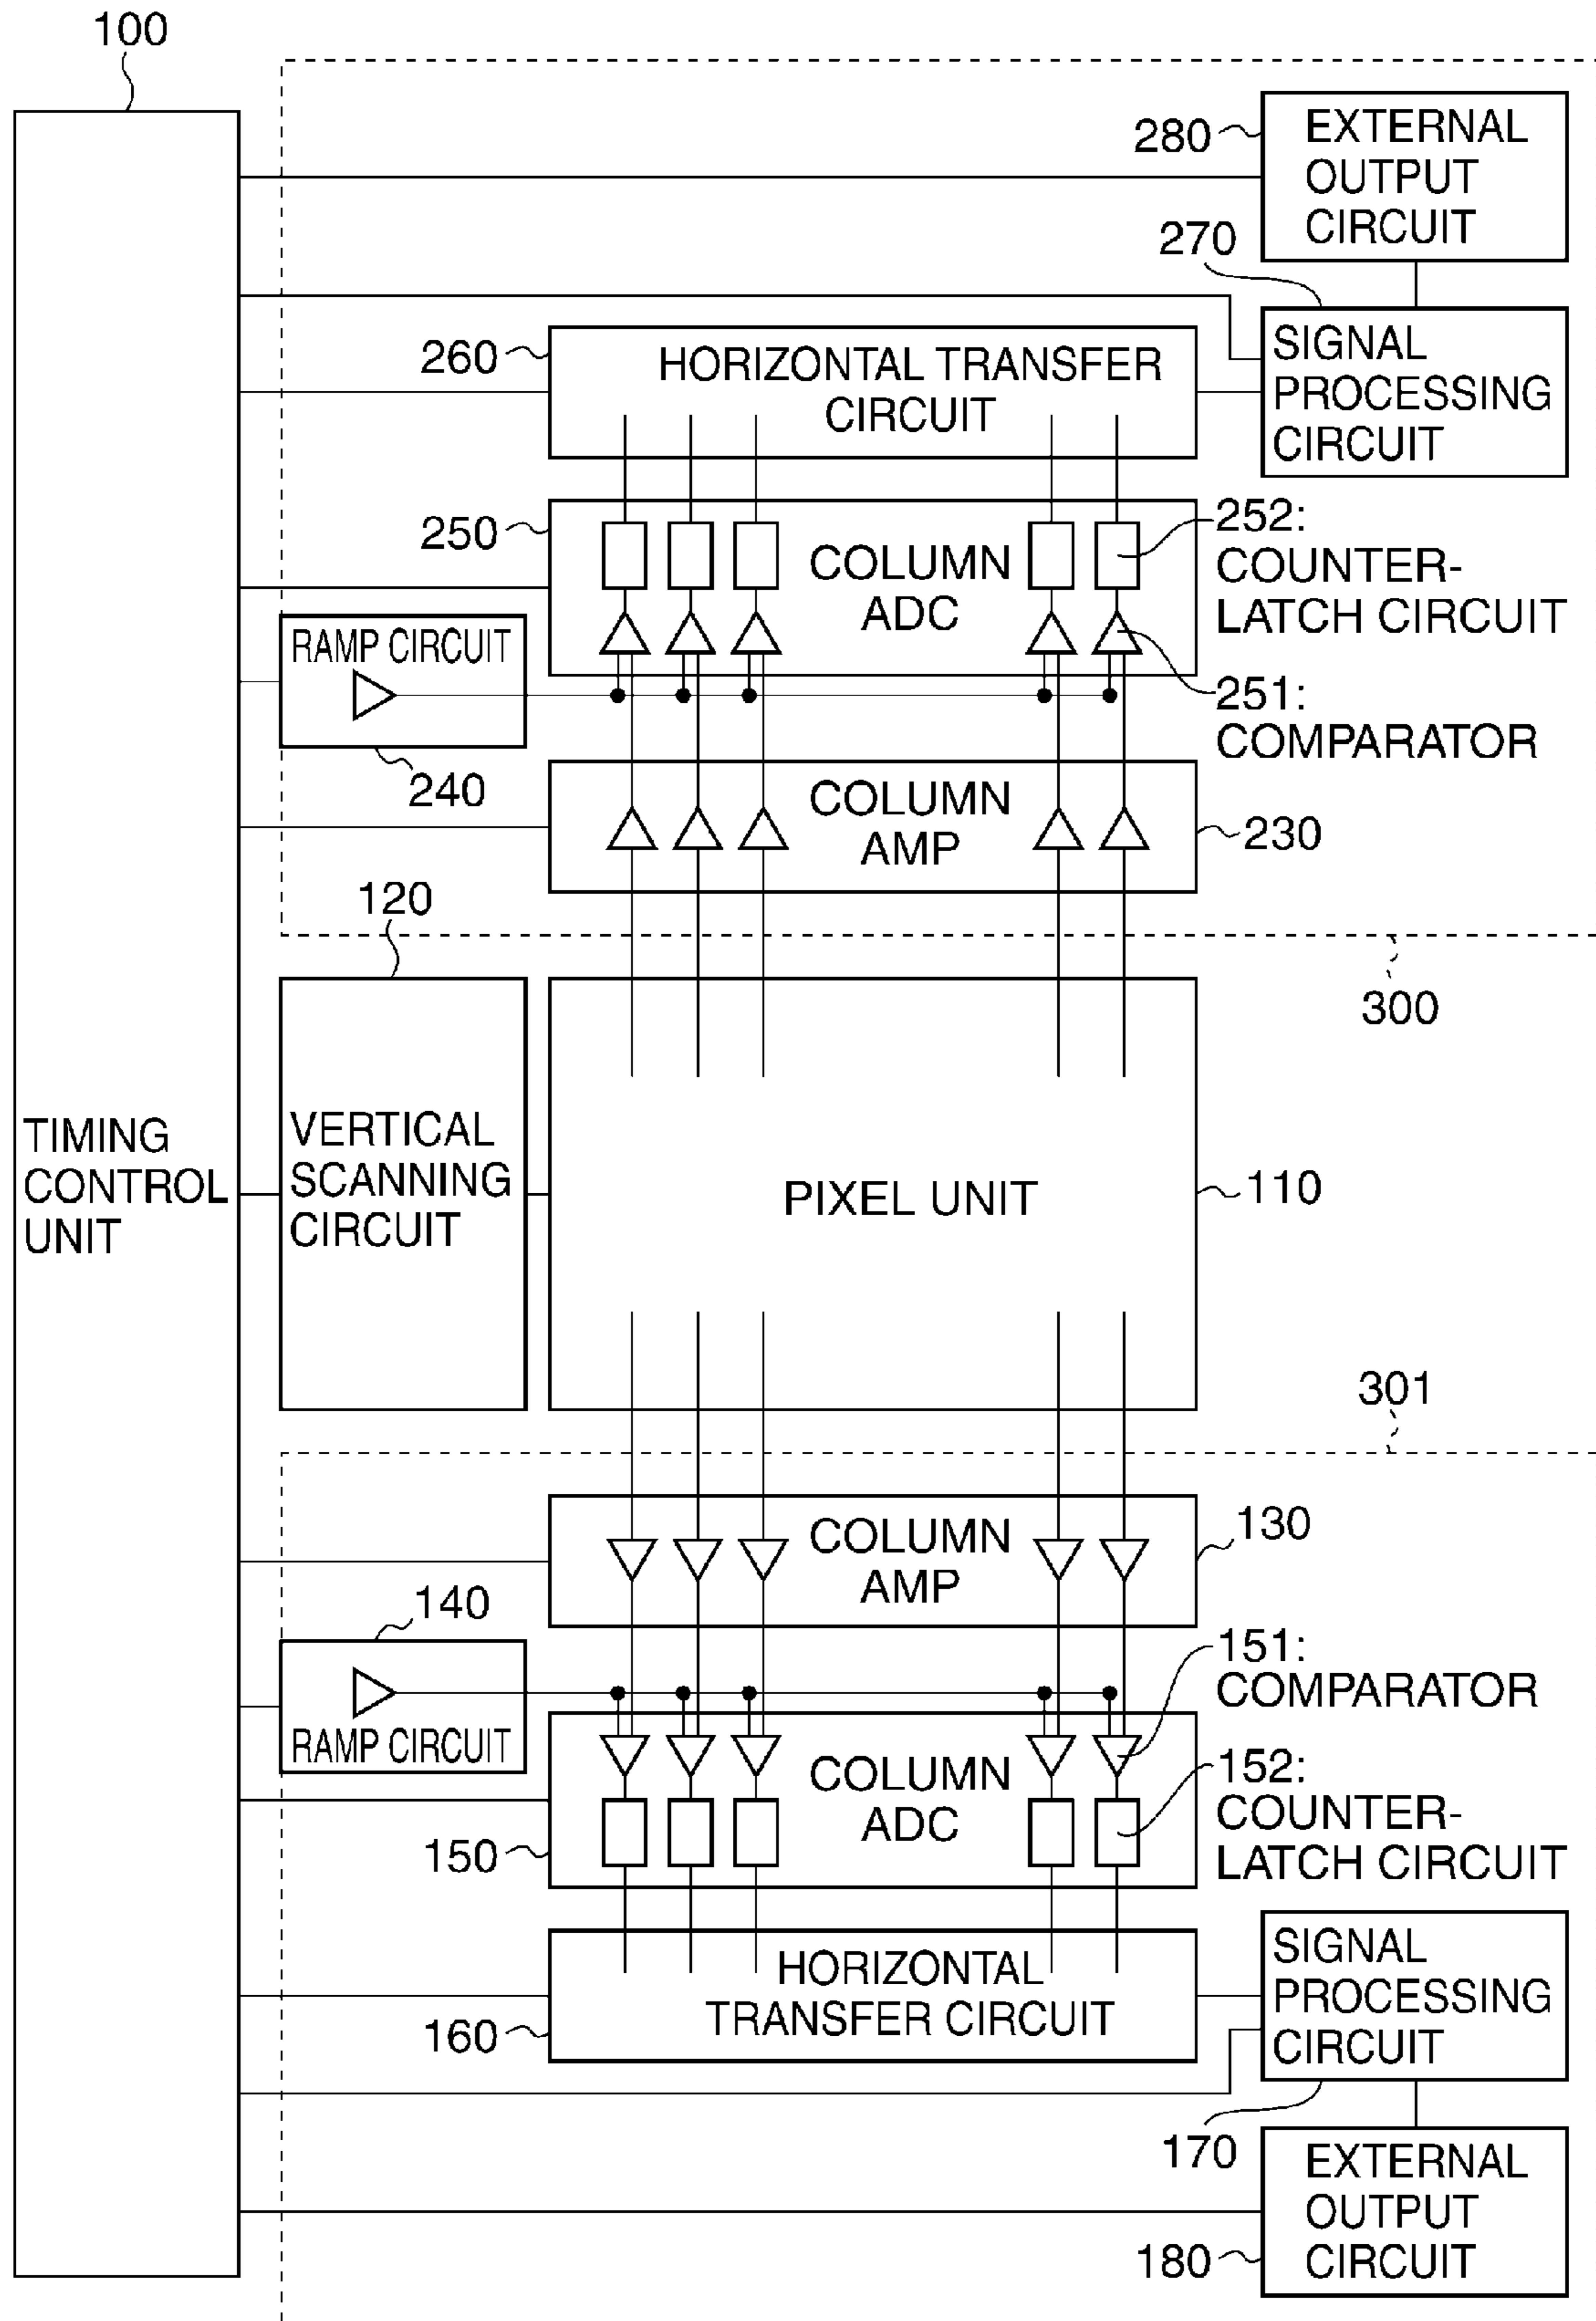 100
280
EXTERNAL
OUTPUT
CIRCUIT
270
260
HORIZONTAL TRANSFER
CIRCUIT
SIGNAL
PROCESSING
CIRCUIT
250
COLUMN
ADC
252:
COUNTER-
LATCH CIRCUIT
RAMP CIRCUIT
251:
COMPARATOR
240
COLUMN
AMP
230
120
300
TIMING
CONTROL
UNIT
VERTICAL
SCANNING
CIRCUIT
PIXEL UNIT
110
301
COLUMN
AMP
130
140
RAMP CIRCUIT
151:
COMPARATOR
COLUMN
ADC
152:
COUNTER-
LATCH CIRCUIT
150
HORIZONTAL
TRANSFER CIRCUIT
160
SIGNAL
PROCESSING
CIRCUIT
170
EXTERNAL
OUTPUT
CIRCUIT
180